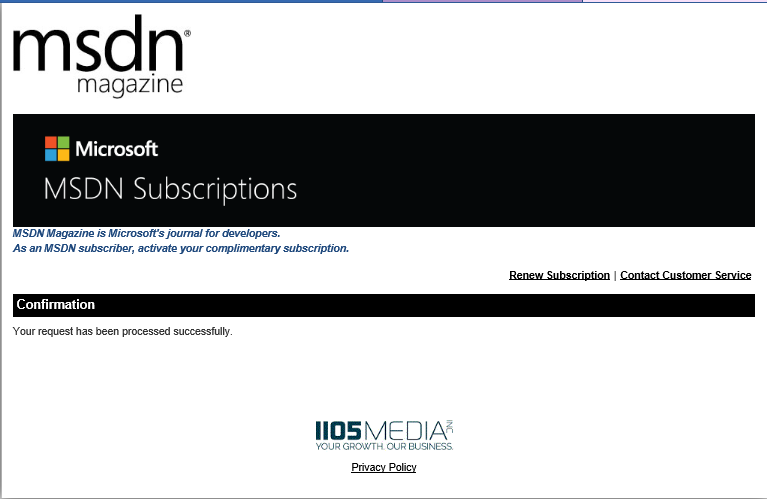 msdn®
magazine
Microsoft
MSDN Subscriptions
MSDN Magazine is Microsoft's journal for developers.
As an MSDN subscriber, activate your complimentary subscription.
Renew Subscription | Contact Customer Service
Confirmation
Your request has been processed successfully.
1105 MEDIA INC
YOUR GROWTH. OUR BUSINESS.
Privacy Policy